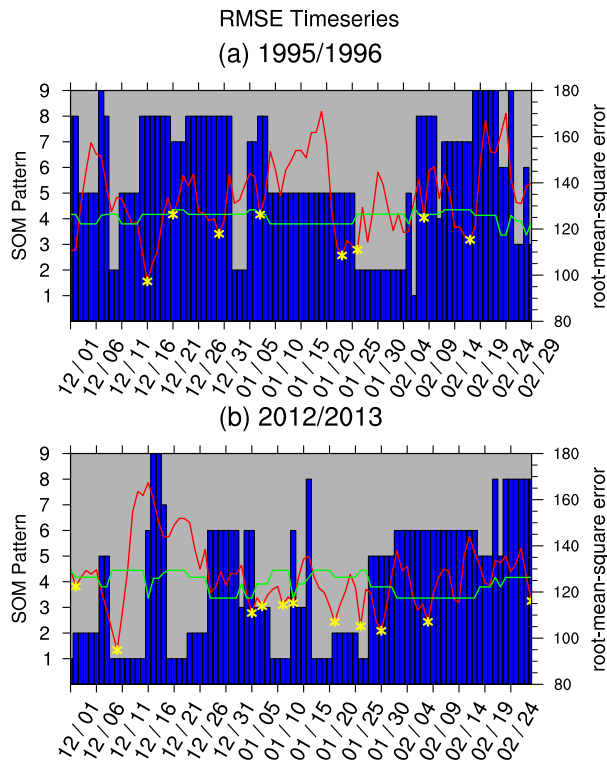 RMSE Timeseries
(a) 1995/1996
9
8
7
6
5
4
3
2
1
SOM Pattern
180
160
140
120
100
80
root-mean-square error
12 / 01
12 / 06
12 / 11
12 / 16
12 / 21
12 / 26
12 / 31
01 / 05
01 / 10
01 / 15
01 / 20
01 / 25
01 / 30
02 / 04
02 / 09
02 / 14
02 / 19
02 / 24
02 / 29
(b) 2012/2013
9
8
7
6
5
4
3
2
1
SOM Pattern
180
160
140
120
100
80
root-mean-square error
12 / 01
12 / 06
12 / 11
12 / 16
12 / 21
12 / 26
12 / 31
01 / 05
01 / 10
01 / 15
01 / 20
01 / 25
01 / 30
02 / 04
02 / 09
02 / 14
02 / 19
02 / 24